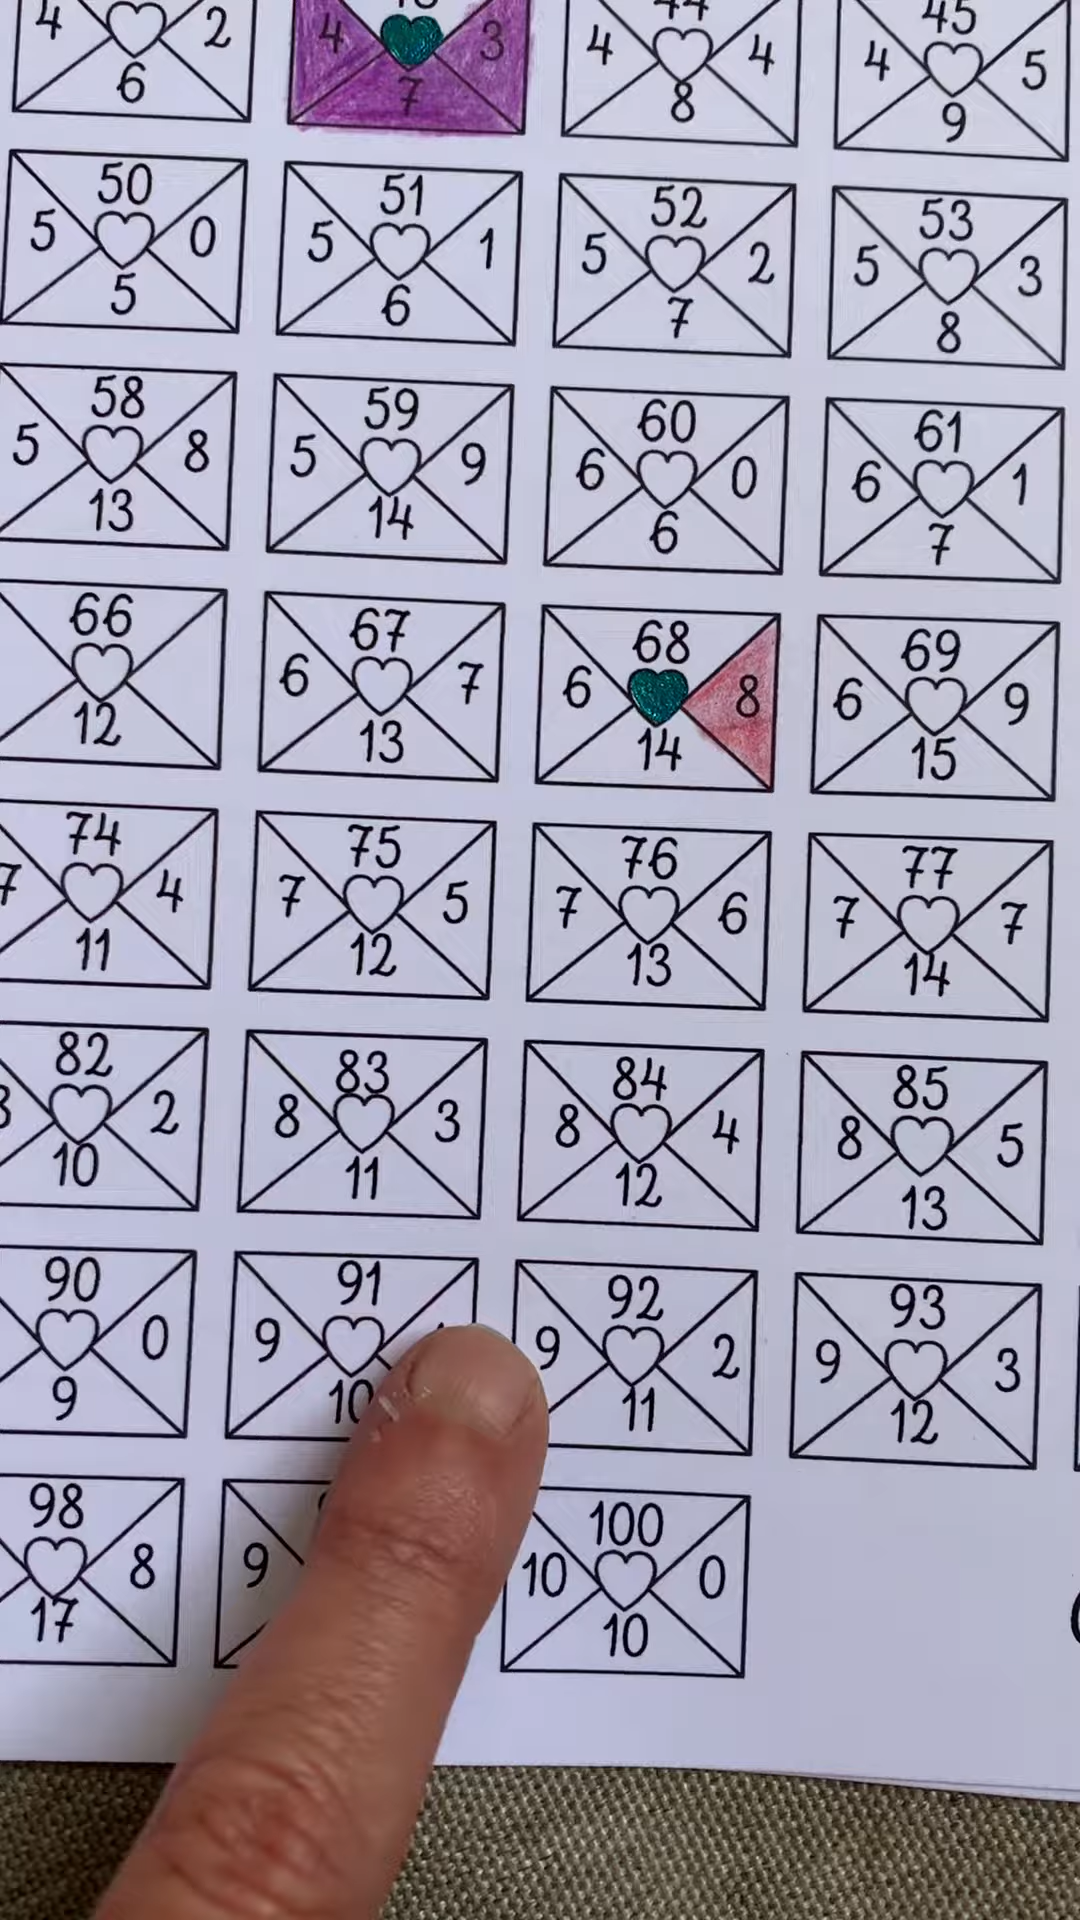 4 2 6
4 3 7
44 4 4 8
45 4 5 9
50 5 0 5
51 5 1 6
52 5 2 7
53 5 3 8
58 5 8 13
59 5 9 14
60 6 0 6
61 6 1 7
66 12
67 6 7 13
68 6 8 14
69 6 9 15
74 7 4 11
75 7 5 12
76 7 6 13
77 7 7 14
82 2 10
83 8 3 11
84 8 4 12
85 8 5 13
90 0 9
91 9 10
92 9 2 11
93 9 3 12
98 8 17
9
100 10 0 10